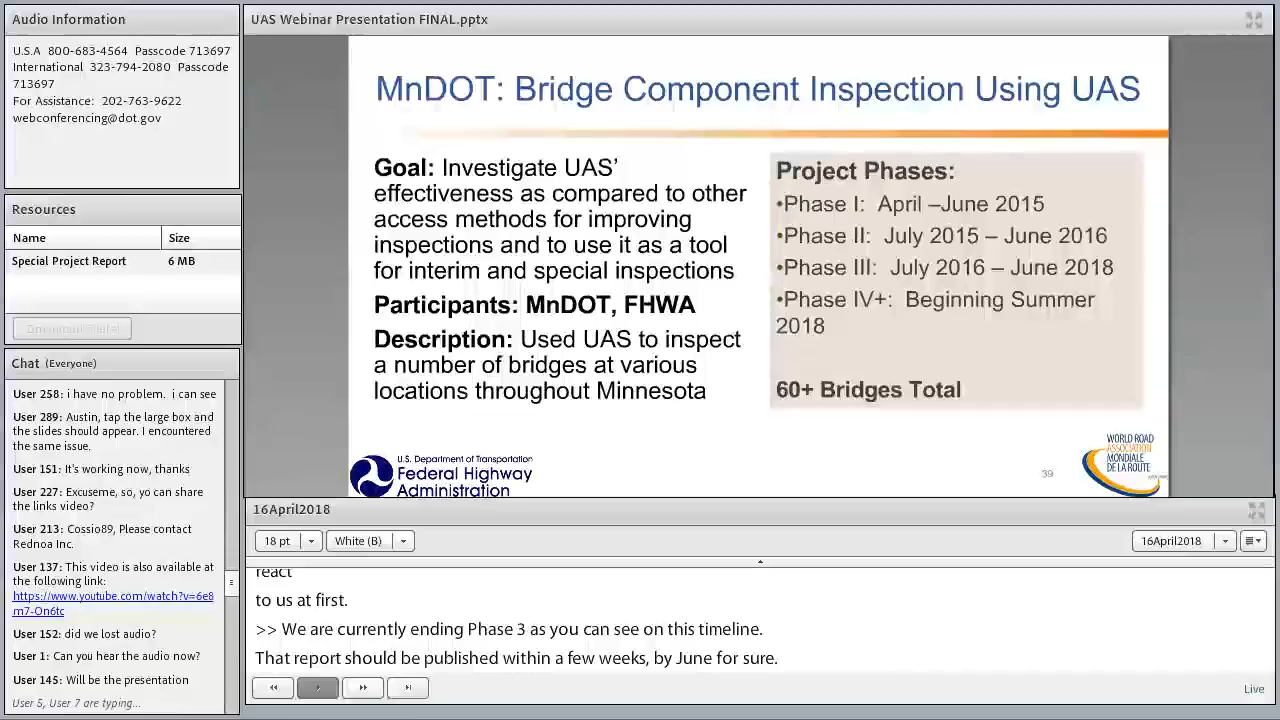 Audio Information
U.S.A 800-683-4564 Passcode 713697
International 323-794-2080 Passcode
713697
For Assistance: 202-763-9622
webconferencing@dot.gov
Resources
Name Size
Special Project Report 6 MB
Chat (Everyone)
User 258: i have no problem. i can see
User 289: Austin, tap the large box and
the slides should appear. I encountered
the same issue.
User 151: It's working now, thanks
User 227: Excuseme, so, yo can share
the links video?
User 213: Cossio89, Please contact
Rednoa Inc.
User 137: This video is also available at
the following link:
https://www.youtube.com/watch?v=6e8
m7-On6tc
User 152: did we lost audio?
User 1: Can you hear the audio now?
User 145: Will be the presentation
User 5, User 7 are typing...
UAS Webinar Presentation FINAL.pptx
MnDOT: Bridge Component Inspection Using UAS
Goal: Investigate UAS'
effectiveness as compared to other
access methods for improving
inspections and to use it as a tool
for interim and special inspections
Participants: MnDOT, FHWA
Description: Used UAS to inspect
a number of bridges at various
locations throughout Minnesota
Project Phases:
•Phase I: April –June 2015
•Phase II: July 2015 – June 2016
•Phase III: July 2016 – June 2018
•Phase IV+: Beginning Summer
2018
60+ Bridges Total
U.S. Department of Transportation
Federal Highway
Administration
39
WORLD ROAD
ASSOCIATION
MONDIALE
DE LA ROUTE
16April2018
18 pt White (B) 16April2018
react
to us at first.
>> We are currently ending Phase 3 as you can see on this timeline.
That report should be published within a few weeks, by June for sure.
Live